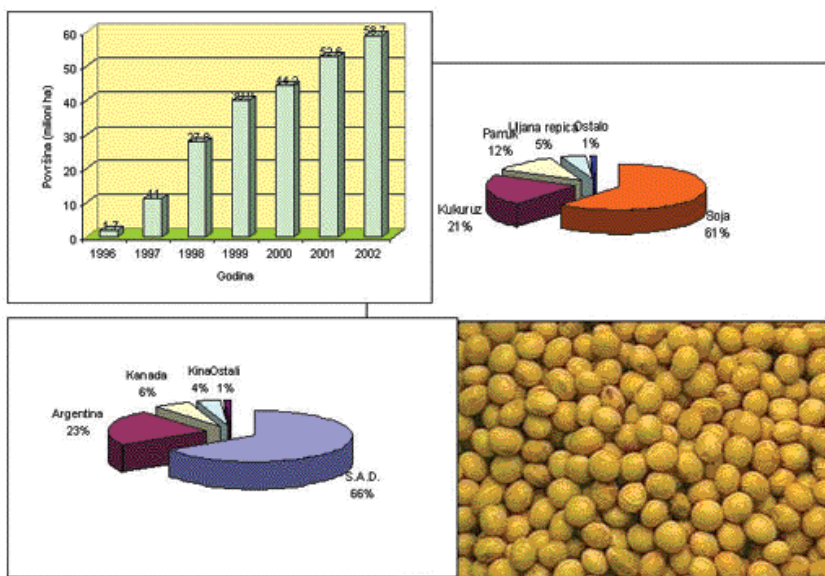 Površina (milioni ha)
60
50
40
30
20
10
0
1.7
11
27.8
44.2
52.6
58.7
1996 1997 1998 1999 2000 2001 2002
Godina
Pamuk
12%
Uljana repica
5%
Ostalo
1%
Kukuruz
21%
Soja
61%
Kina
4%
Ostali
1%
Kanada
6%
Argentina
23%
S.A.D.
66%